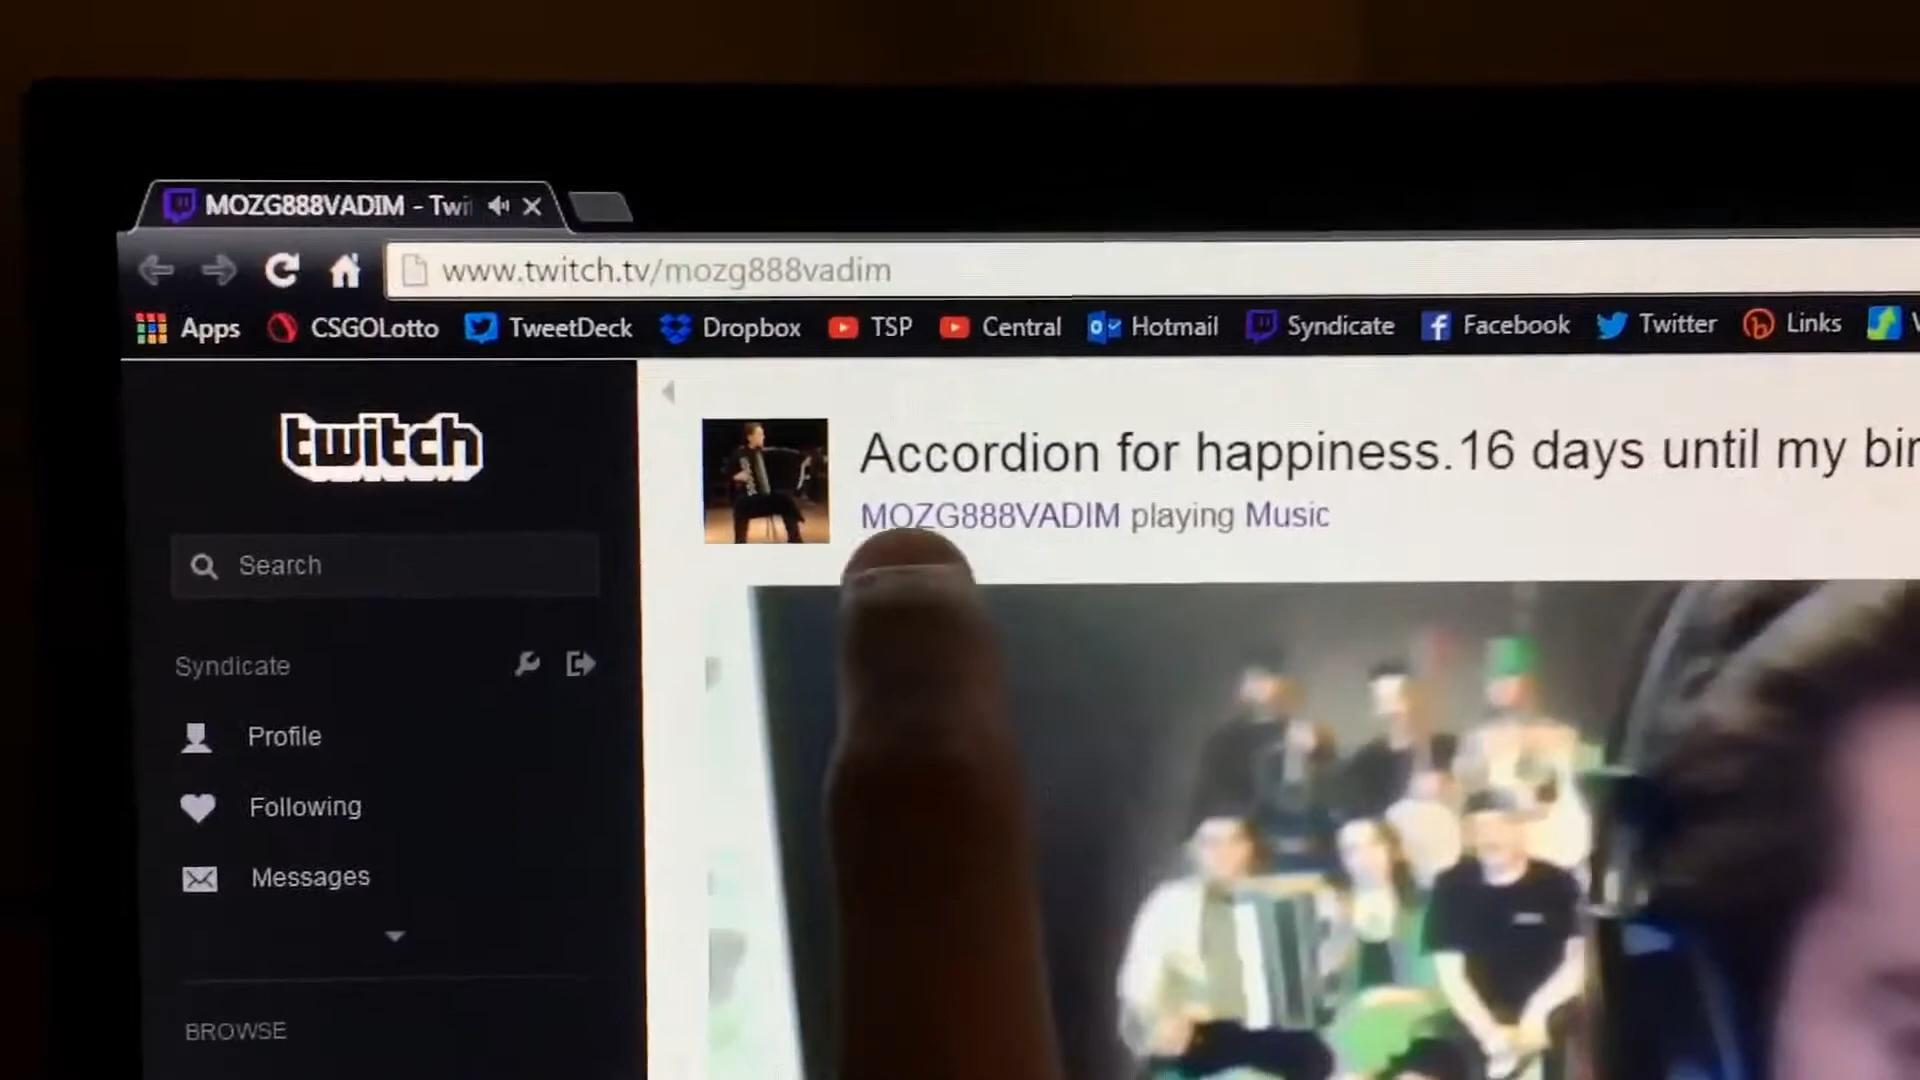 MOZG888VADIM - Twi
www.twitch.tv/mozg888vadim
Apps CSGOLotto TweetDeck Dropbox TSP Central Hotmail Syndicate Facebook Twitter Links
twitch
Accordion for happiness.16 days until my bir
MOZG888VADIM playing Music
Search
Syndicate
Profile
Following
Messages
BROWSE